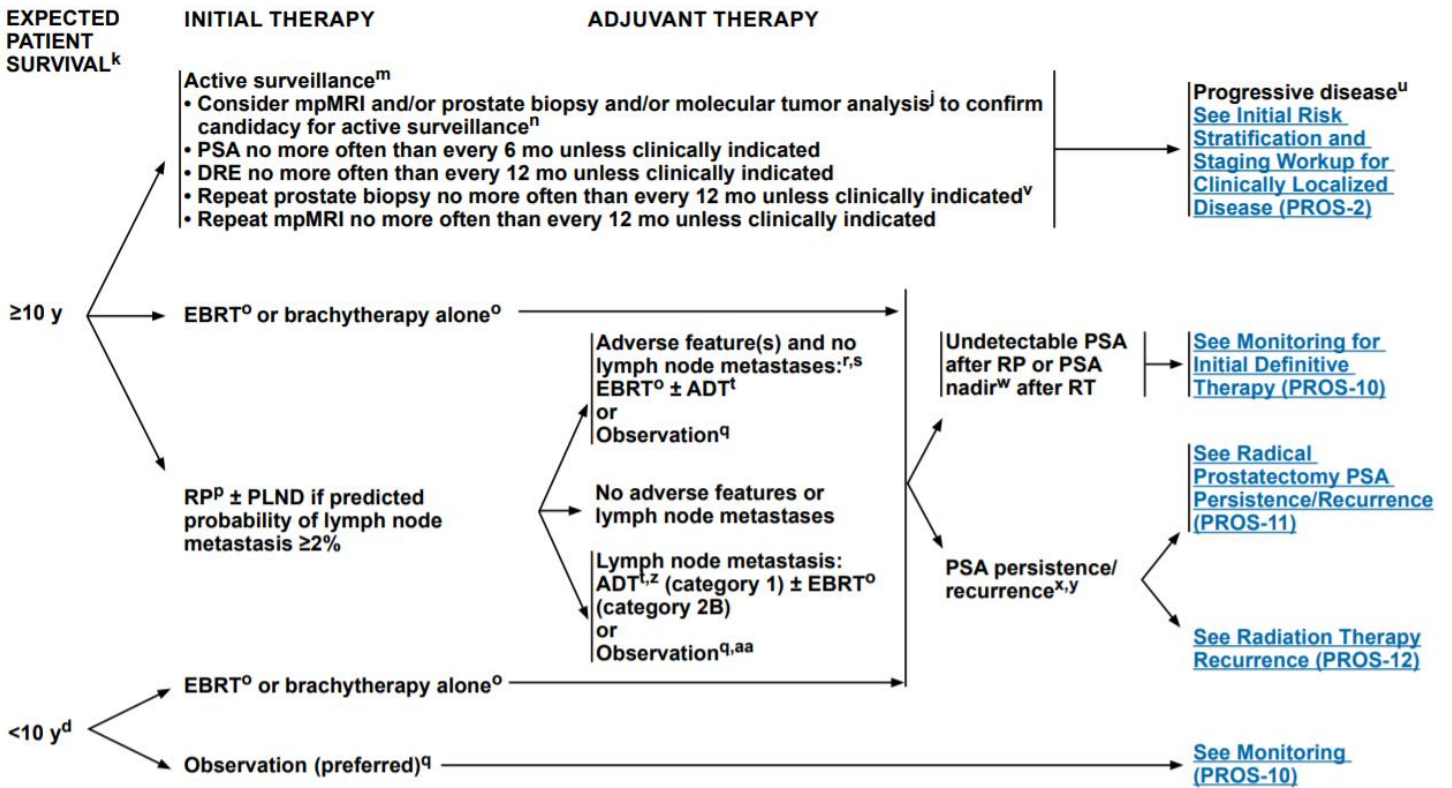 EXPECTED
PATIENT
SURVIVALᵏ
INITIAL THERAPY
ADJUVANT THERAPY
Active surveillanceᵐ
• Consider mpMRI and/or prostate biopsy and/or molecular tumor analysisʲ to confirm
candidacy for active surveillanceⁿ
• PSA no more often than every 6 mo unless clinically indicated
• DRE no more often than every 12 mo unless clinically indicated
• Repeat prostate biopsy no more often than every 12 mo unless clinically indicatedᵛ
• Repeat mpMRI no more often than every 12 mo unless clinically indicated
Progressive diseaseᵘ
See Initial Risk
Stratification and
Staging Workup for
Clinically Localized
Disease (PROS-2)
≥10 y
EBRTᵒ or brachytherapy aloneᵒ
RPᵖ ± PLND if predicted
probability of lymph node
metastasis ≥2%
Adverse feature(s) and no
lymph node metastases:ʳ,ˢ
EBRTᵒ ± ADTᵗ
or
Observation𐞥
No adverse features or
lymph node metastases
Lymph node metastasis:
ADTᵗ,ᶻ (category 1) ± EBRTᵒ
(category 2B)
or
Observation𐞥,ᵃᵃ
Undetectable PSA
after RP or PSA
nadirʷ after RT
See Monitoring for
Initial Definitive
Therapy (PROS-10)
PSA persistence/
recurrenceˣ,ʸ
See Radical
Prostatectomy PSA
Persistence/Recurrence
(PROS-11)
See Radiation Therapy
Recurrence (PROS-12)
<10 yᵈ
EBRTᵒ or brachytherapy aloneᵒ
Observation (preferred)𐞥
See Monitoring
(PROS-10)